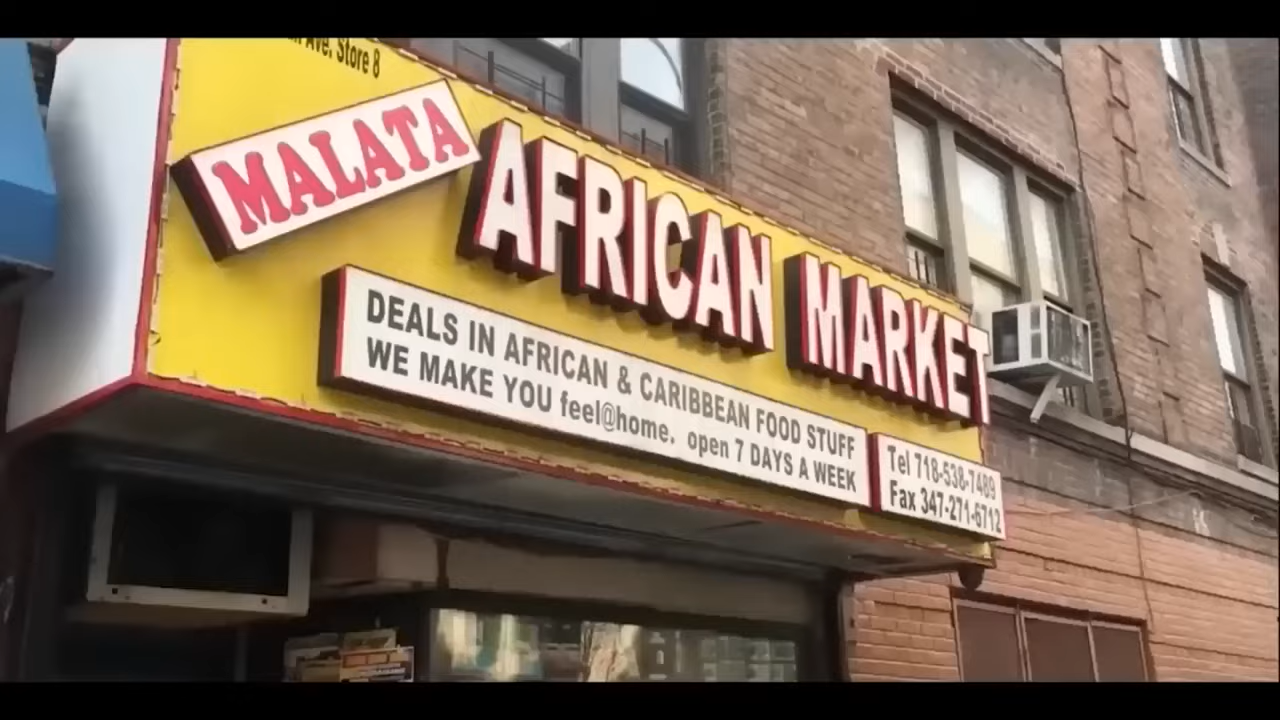 Ave. Store 8
MALATA
AFRICAN MARKET
DEALS IN AFRICAN & CARIBBEAN FOOD STUFF
WE MAKE YOU feel@home. open 7 DAYS A WEEK
Tel 718-538-7489
Fax 347-271-6712